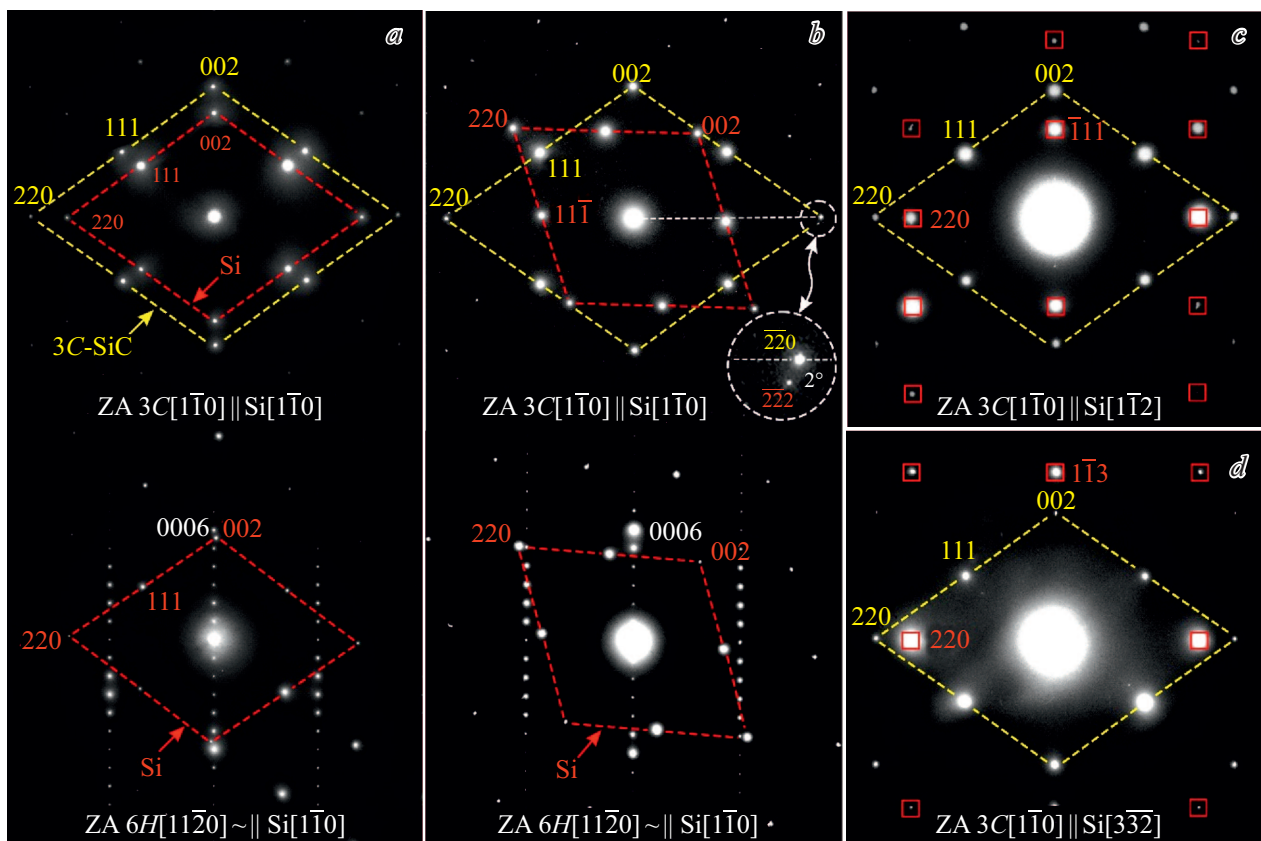 a
002
111
002
111
220
220
Si
3C-SiC
ZA 3C[11̄0] || Si[11̄0]
0006 002
111
220
Si
ZA 6H[112̄0] ~|| Si[11̄0]
b
002
220
002
111
220
111̄
2̄2̄0
2°
2̄2̄2
ZA 3C[11̄0] || Si[11̄0]
0006
220
002
Si
ZA 6H[112̄0] ~|| Si[11̄0]
c
002
111
1̄11
220
220
ZA 3C[11̄0] || Si[11̄2]
d
11̄3
002
111
220
220
ZA 3C[11̄0] || Si[33̄2̄]